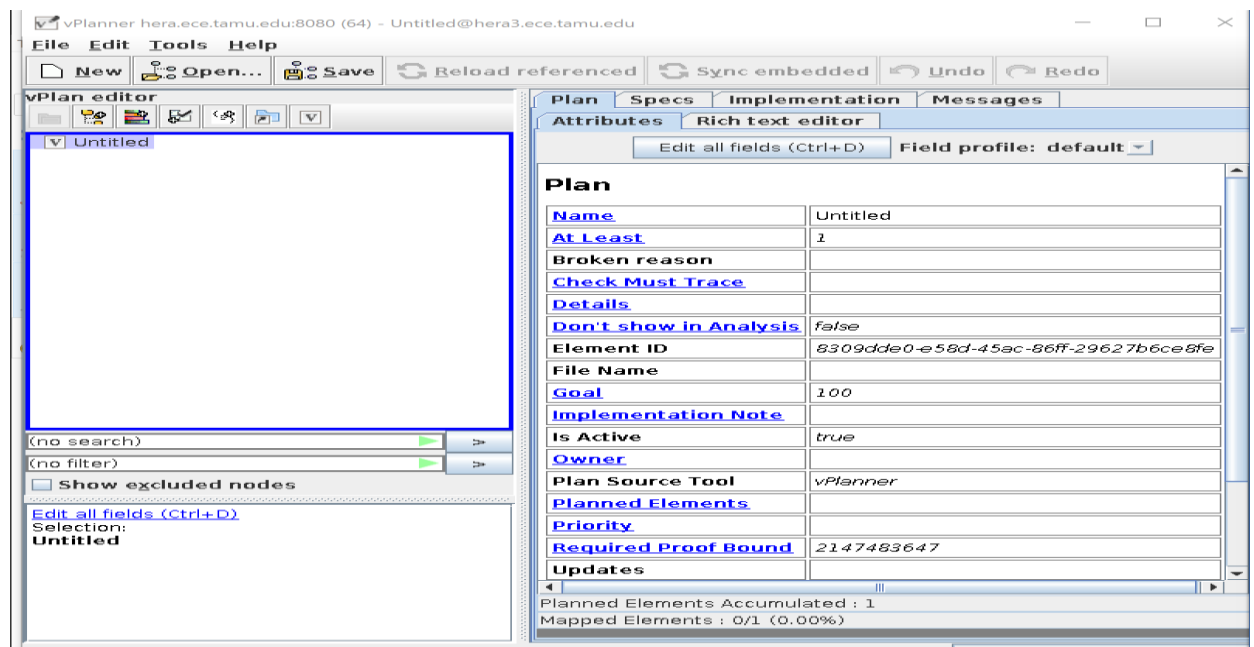 vPlanner hera.ece.tamu.edu:8080 (64) - Untitled@hera3.ece.tamu.edu
File Edit Tools Help
New Open... Save Reload referenced Sync embedded Undo Redo
vPlan editor
V Untitled
(no search)
(no filter)
Show excluded nodes
Edit all fields (Ctrl+D)
Selection:
Untitled
Plan Specs Implementation Messages
Attributes Rich text editor
Edit all fields (Ctrl+D) Field profile: default
Plan
Name Untitled
At Least 1
Broken reason
Check Must Trace
Details
Don't show in Analysis false
Element ID 8309dde0-e58d-45ac-86ff-29627b6ce8fe
File Name
Goal 100
Implementation Note
Is Active true
Owner
Plan Source Tool vPlanner
Planned Elements
Priority
Required Proof Bound 2147483647
Updates
Planned Elements Accumulated : 1
Mapped Elements : 0/1 (0.00%)